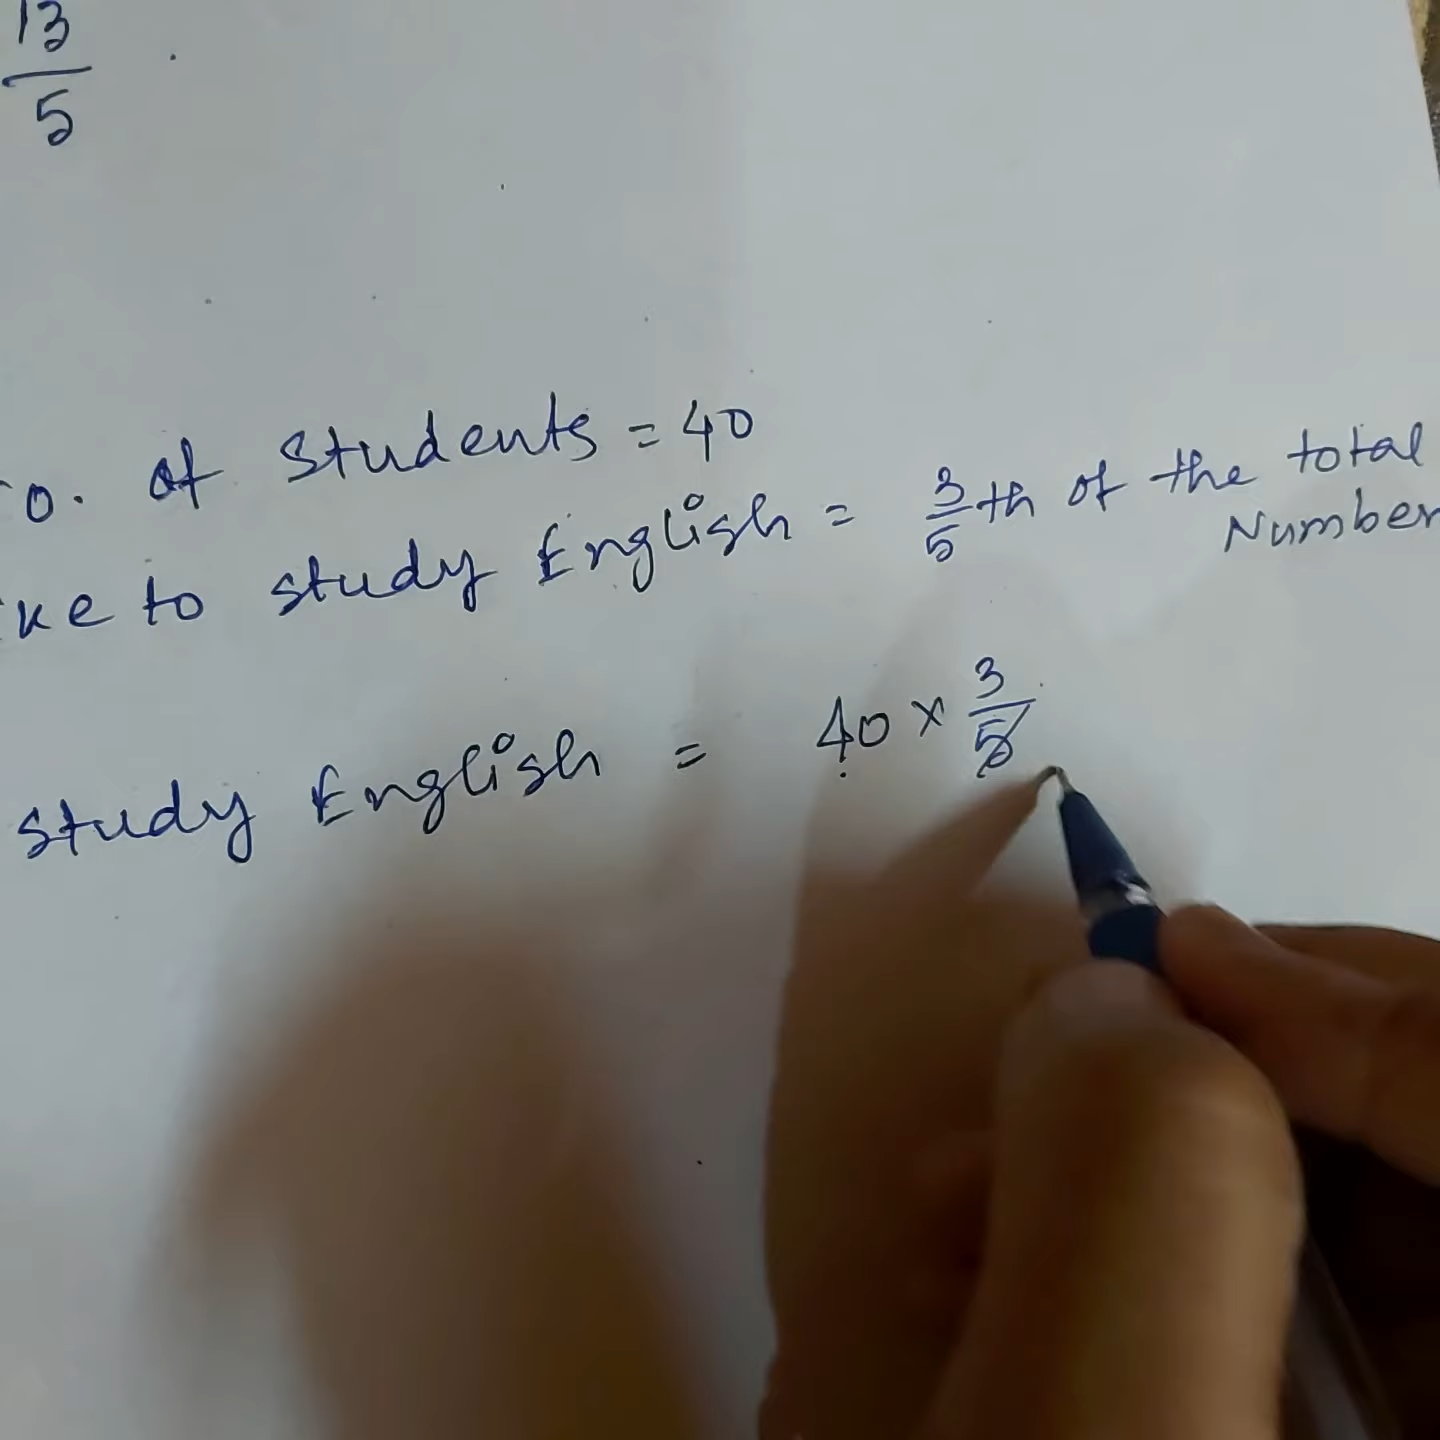 13
5
o. of Students = 40
ke to study English = 3/5 th of the total
Number
study English = 40 × 3/5